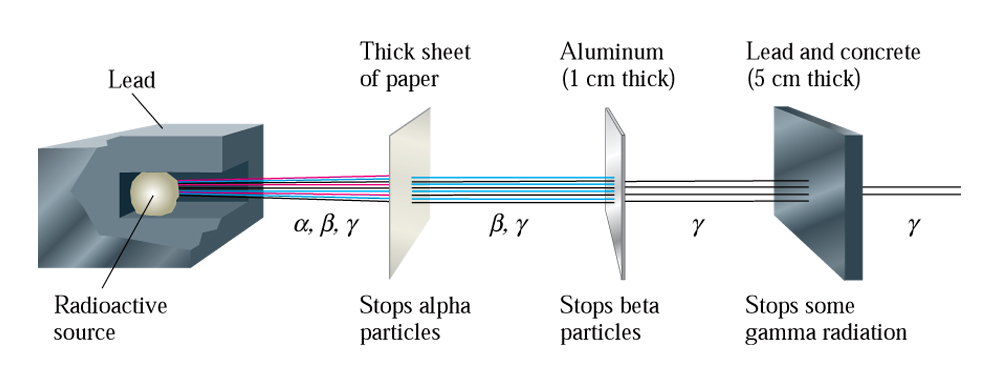 Lead
Thick sheet
of paper
Aluminum
(1 cm thick)
Lead and concrete
(5 cm thick)
α, β, γ
β, γ
γ
γ
Radioactive
source
Stops alpha
particles
Stops beta
particles
Stops some
gamma radiation